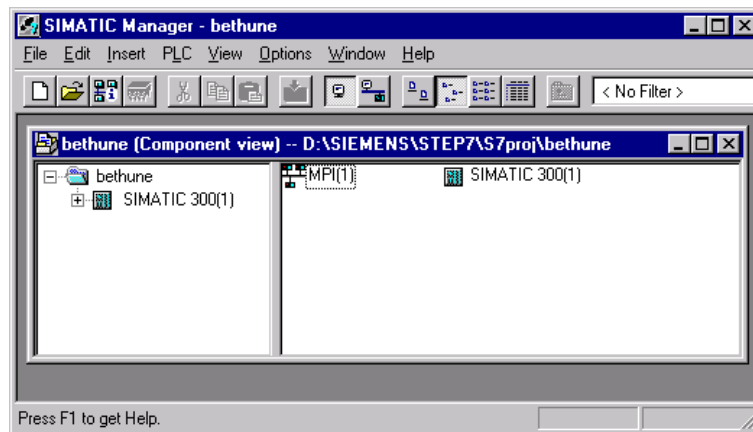 SIMATIC Manager - bethune
File Edit Insert PLC View Options Window Help
< No Filter >
bethune (Component view) -- D:\SIEMENS\STEP7\S7proj\bethune
bethune MPI(1) SIMATIC 300(1)
SIMATIC 300(1)
Press F1 to get Help.